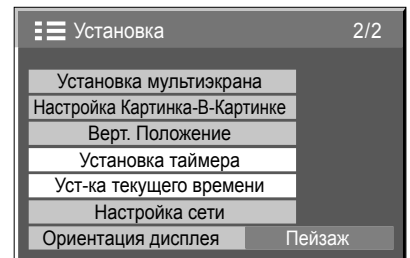 Установка 2/2
Установка мультиэкрана
Настройка Картинка-В-Картинке
Верт. Положение
Установка таймера
Уст-ка текущего времени
Настройка сети
Ориентация дисплея Пейзаж